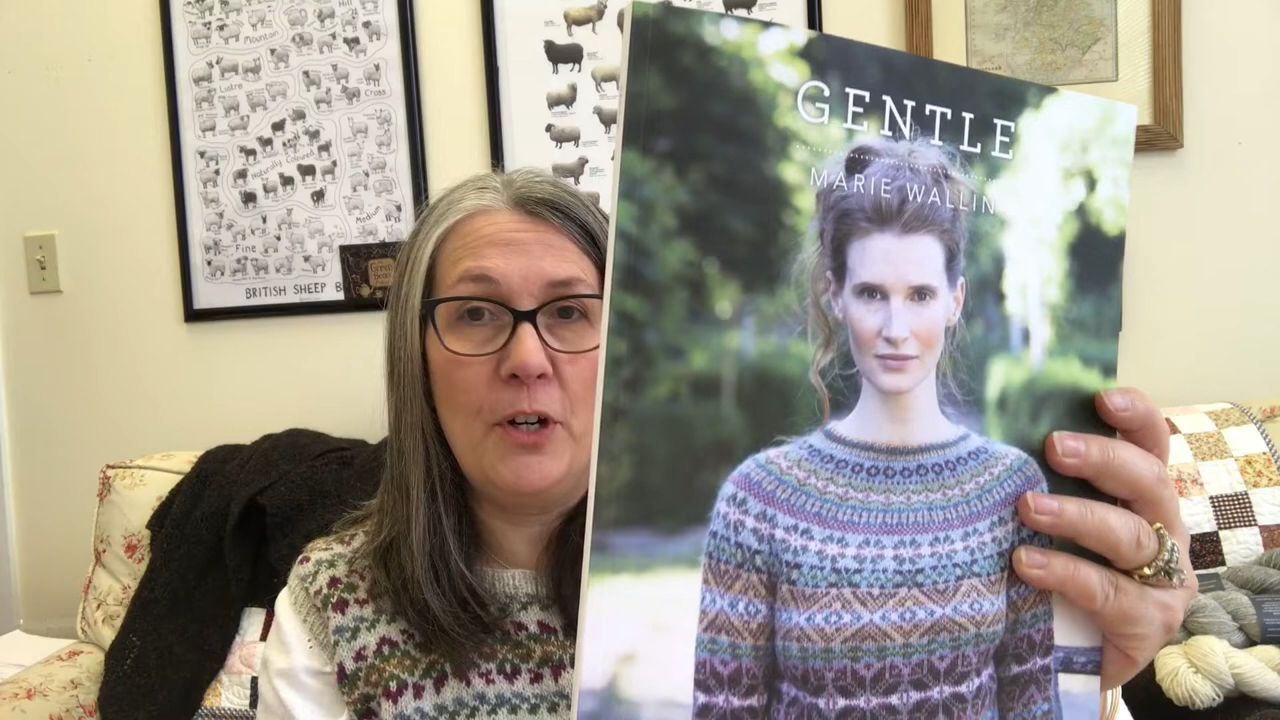 Hill
Mountain
Lustre
Cross
Naturally Coloured
Medium
Fine
BRITISH SHEEP B
GENTLE
MARIE WALLIN